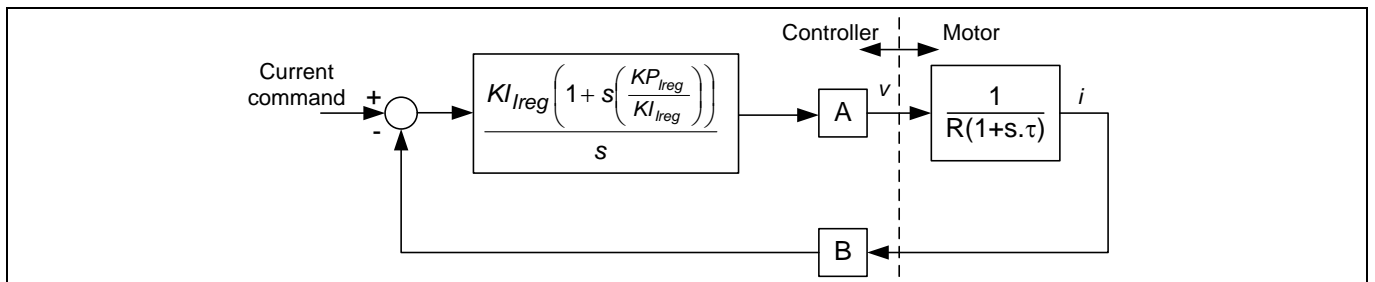 Controller Motor
Current
command
+
-
KI_Ireg(1+s(KP_Ireg/KI_Ireg))
s
A
v
1
R(1+s.τ)
i
B